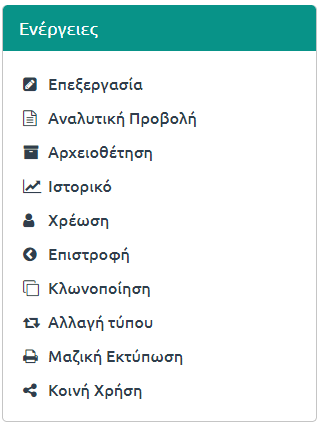 Ενέργειες
Επεξεργασία
Αναλυτική Προβολή
Αρχειοθέτηση
Ιστορικό
Χρέωση
Επιστροφή
Κλωνοποίηση
Αλλαγή τύπου
Μαζική Εκτύπωση
Κοινή Χρήση